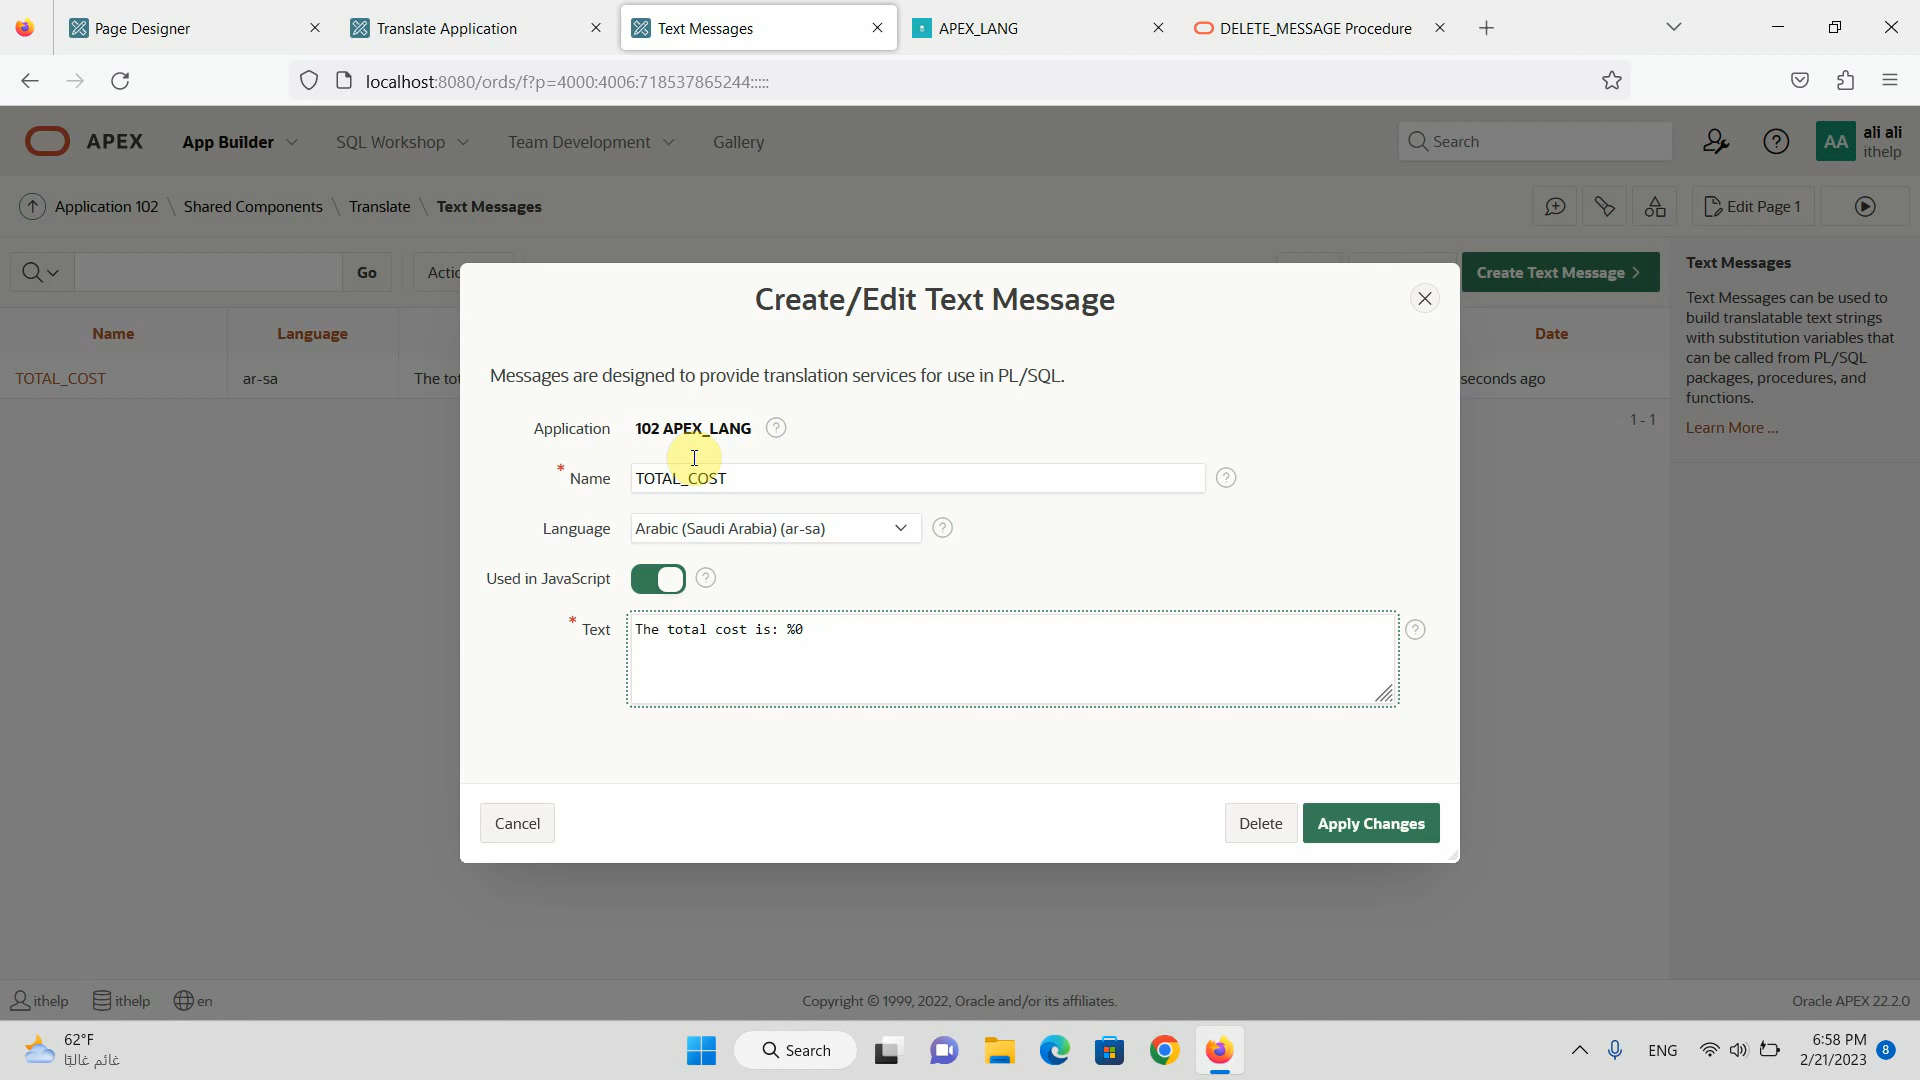 Page Designer
Translate Application
Text Messages
APEX_LANG
DELETE_MESSAGE Procedure
localhost:8080/ords/f?p=4000:4006:718537865244:::::
APEX
App Builder
SQL Workshop
Team Development
Gallery
Search
AA
ali ali
ithelp
Application 102
Shared Components
Translate
Text Messages
Edit Page 1
Go
Create Text Message
Name
Language
Date
TOTAL_COST
ar-sa
seconds ago
1 - 1
Text Messages
Text Messages can be used to
build translatable text strings
with substitution variables that
can be called from PL/SQL
packages, procedures, and
functions.
Learn More ...
Create/Edit Text Message
Messages are designed to provide translation services for use in PL/SQL.
Application
102 APEX_LANG
* Name
TOTAL_COST
Language
Arabic (Saudi Arabia) (ar-sa)
Used in JavaScript
* Text
The total cost is: %0
Cancel
Delete
Apply Changes
ithelp
ithelp
en
Copyright © 1999, 2022, Oracle and/or its affiliates.
Oracle APEX 22.2.0
62°F
غائم غالبًا
Search
ENG
6:58 PM
2/21/2023
8